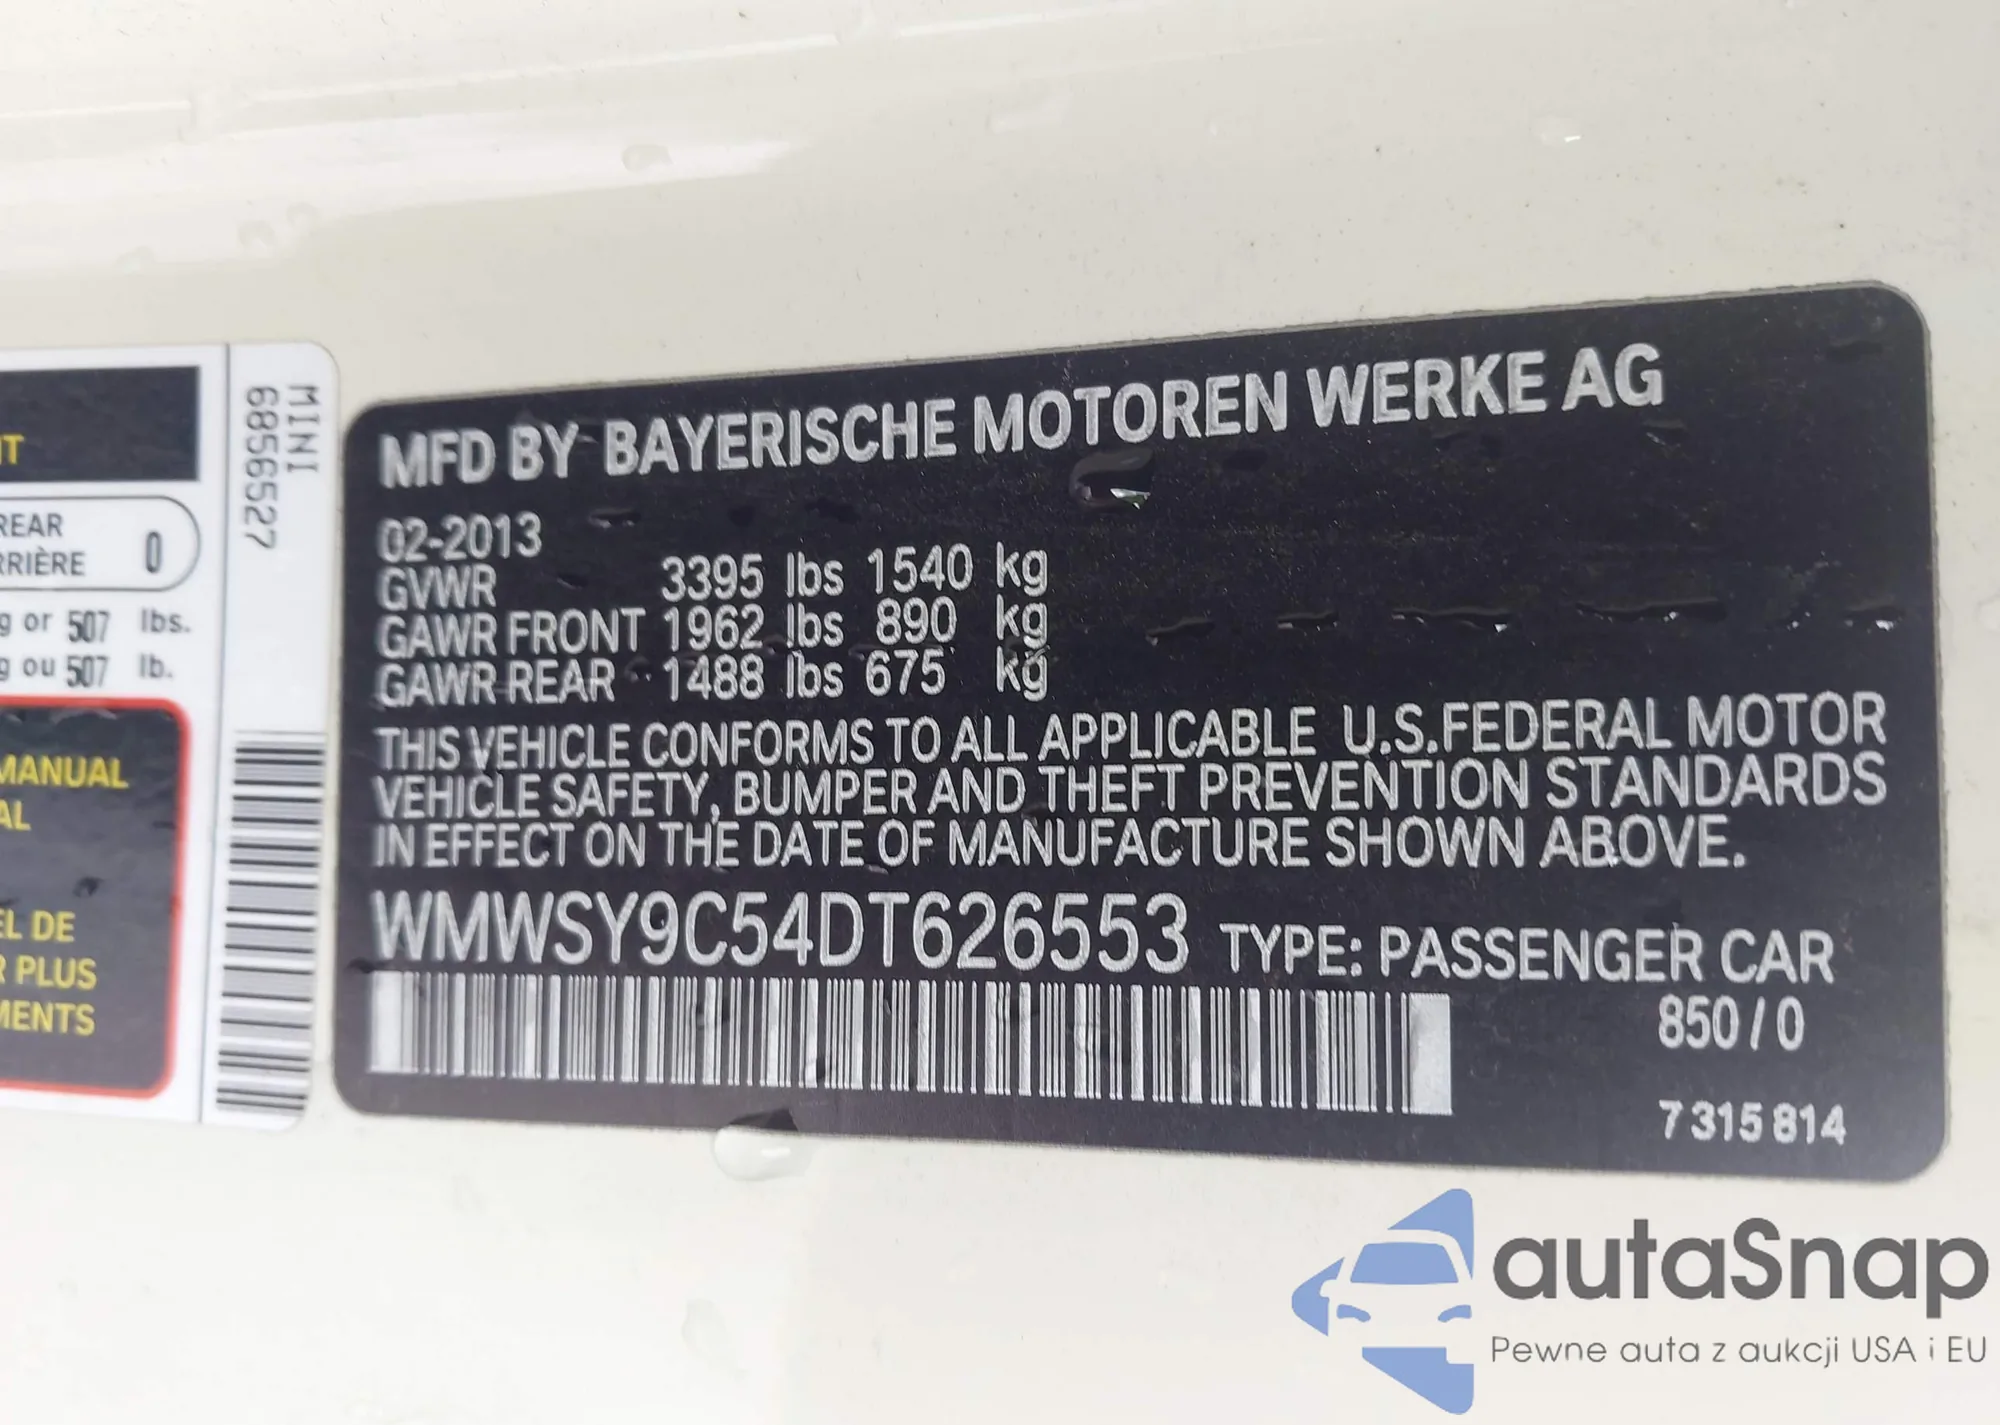 NT
REAR
ARRIÈRE 0
g or 507 lbs.
g ou 507 lb.
MANUAL
AL
EL DE
R PLUS
MENTS
MINI
6856527
MFD BY BAYERISCHE MOTOREN WERKE AG
02-2013
GVWR 3395 lbs 1540 kg
GAWR FRONT 1962 lbs 890 kg
GAWR REAR 1488 lbs 675 kg
THIS VEHICLE CONFORMS TO ALL APPLICABLE U.S.FEDERAL MOTOR
VEHICLE SAFETY, BUMPER AND THEFT PREVENTION STANDARDS
IN EFFECT ON THE DATE OF MANUFACTURE SHOWN ABOVE.
WMWSY9C54DT626553 TYPE: PASSENGER CAR
850 / 0
7 315 814
autaSnap
Pewne auta z aukcji USA i EU